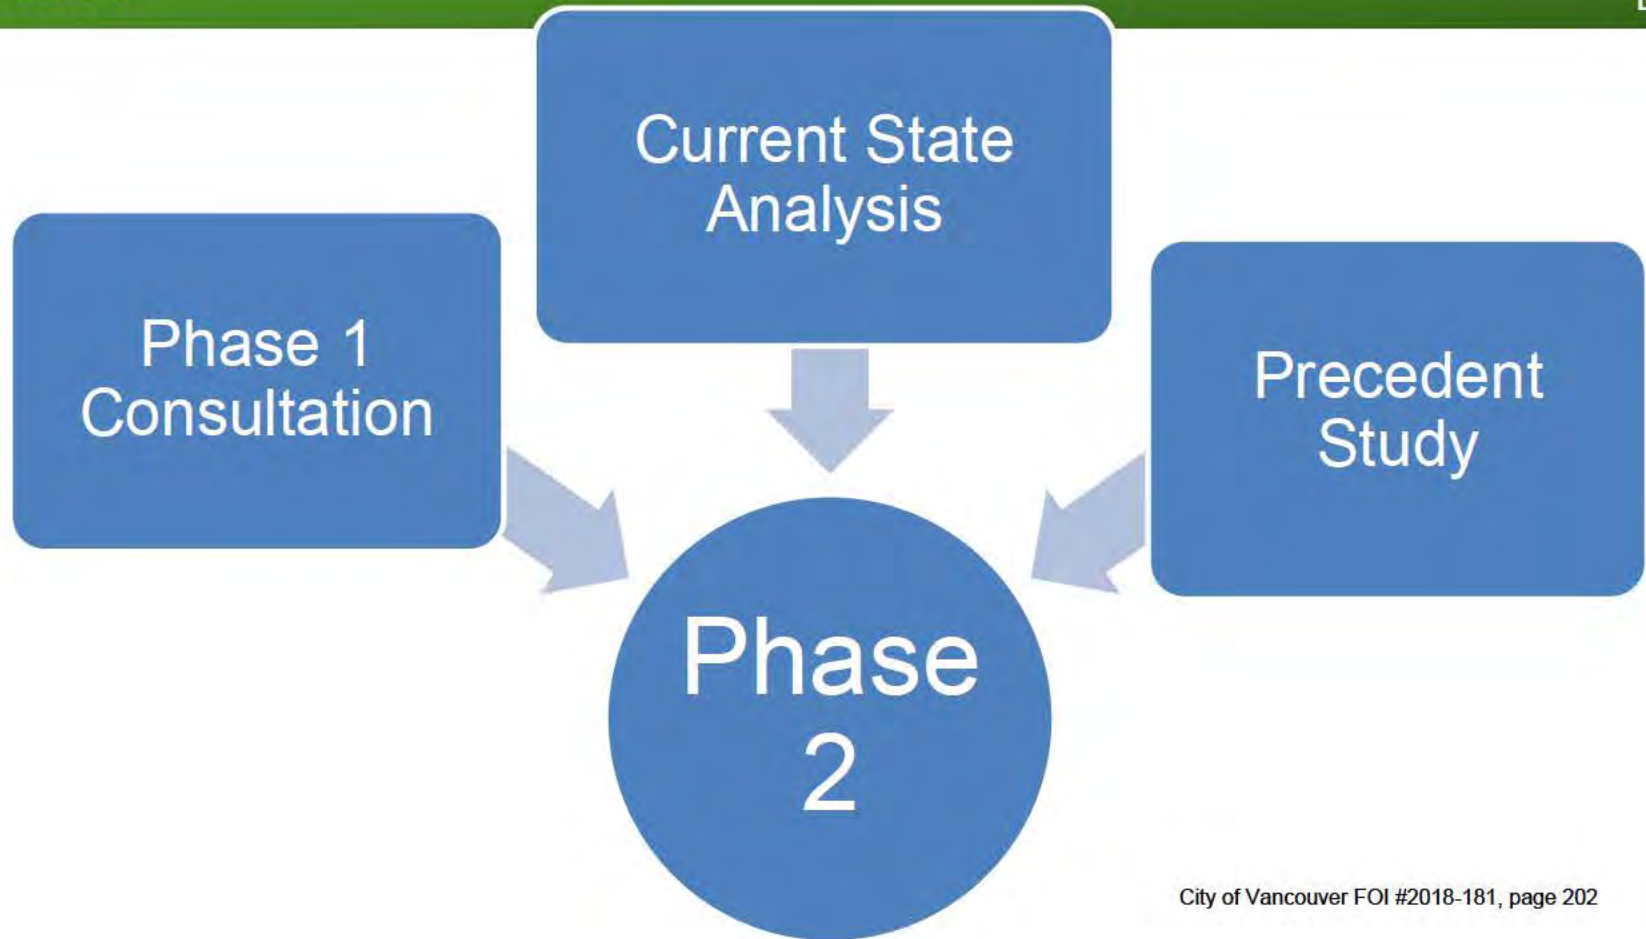 Current State
Analysis
Phase 1
Consultation
Precedent
Study
Phase
2
City of Vancouver FOI #2018-181, page 202